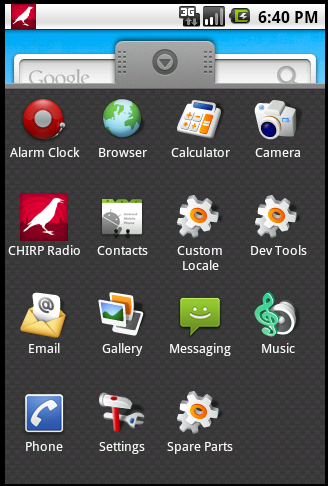 3G 6:40 PM
Google
Alarm Clock Browser Calculator Camera
CHIRP Radio Contacts Custom Locale Dev Tools
Email Gallery Messaging Music
Phone Settings Spare Parts